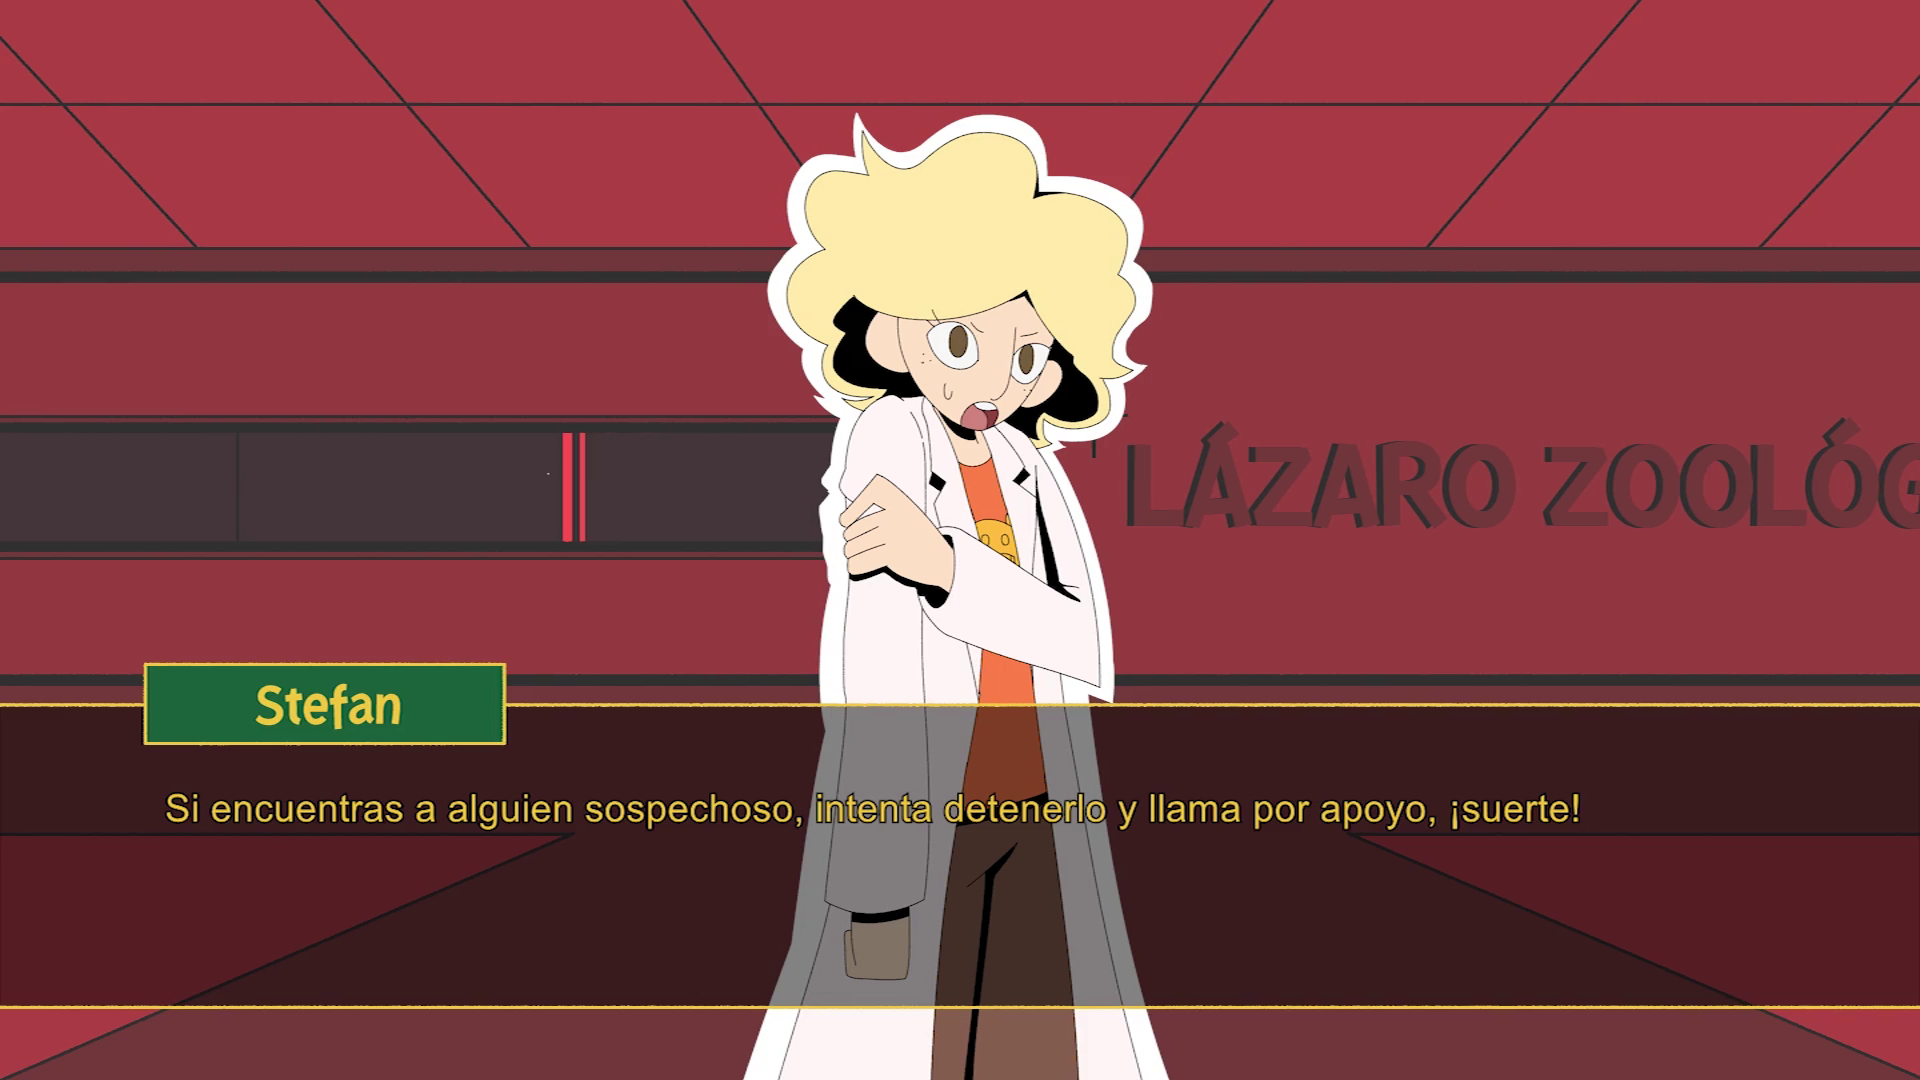 LÁZARO ZOOLÓG
Stefan
Si encuentras a alguien sospechoso, intenta detenerlo y llama por apoyo, ¡suerte!